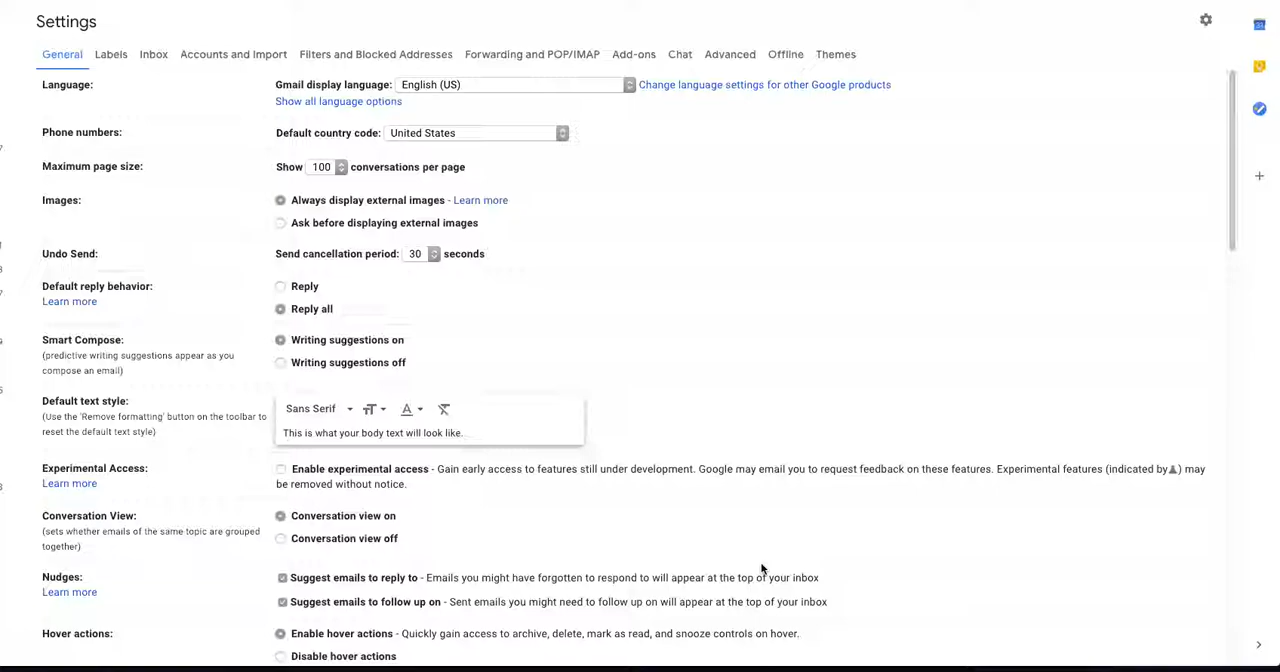 Settings
General Labels Inbox Accounts and Import Filters and Blocked Addresses Forwarding and POP/IMAP Add-ons Chat Advanced Offline Themes
Language: Gmail display language: English (US) Change language settings for other Google products
Show all language options
Phone numbers: Default country code: United States
Maximum page size: Show 100 conversations per page
Images: Always display external images - Learn more
Ask before displaying external images
Undo Send: Send cancellation period: 30 seconds
Default reply behavior: Reply
Learn more
Reply all
Smart Compose: Writing suggestions on
(predictive writing suggestions appear as you
compose an email)
Writing suggestions off
Default text style:
(Use the 'Remove formatting' button on the toolbar to
reset the default text style)
Sans Serif
This is what your body text will look like.
Experimental Access: Enable experimental access - Gain early access to features still under development. Google may email you to request feedback on these features. Experimental features (indicated by ) may
Learn more be removed without notice.
Conversation View: Conversation view on
(sets whether emails of the same topic are grouped
together)
Conversation view off
Nudges: Suggest emails to reply to - Emails you might have forgotten to respond to will appear at the top of your inbox
Learn more
Suggest emails to follow up on - Sent emails you might need to follow up on will appear at the top of your inbox
Hover actions: Enable hover actions - Quickly gain access to archive, delete, mark as read, and snooze controls on hover.
Disable hover actions